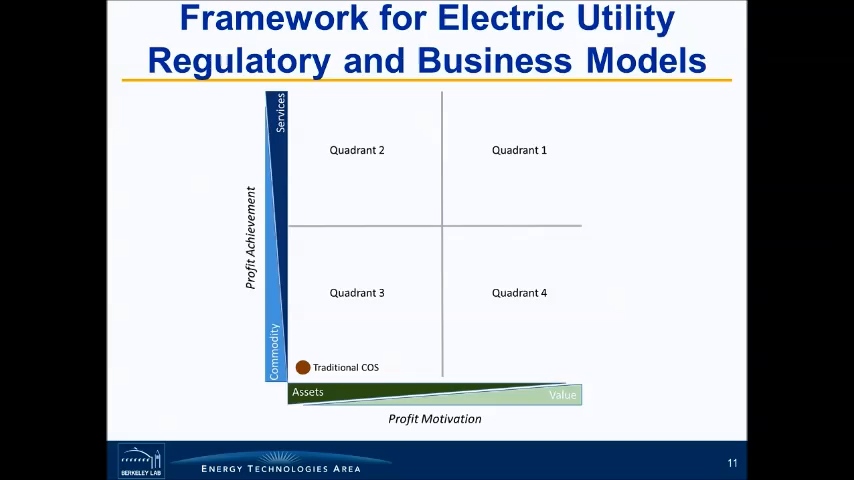 Framework for Electric Utility
Regulatory and Business Models
Services
Quadrant 2
Quadrant 1
Profit Achievement
Quadrant 3
Quadrant 4
Commodity
Traditional COS
Assets
Value
Profit Motivation
BERKELEY LAB
ENERGY TECHNOLOGIES AREA
11